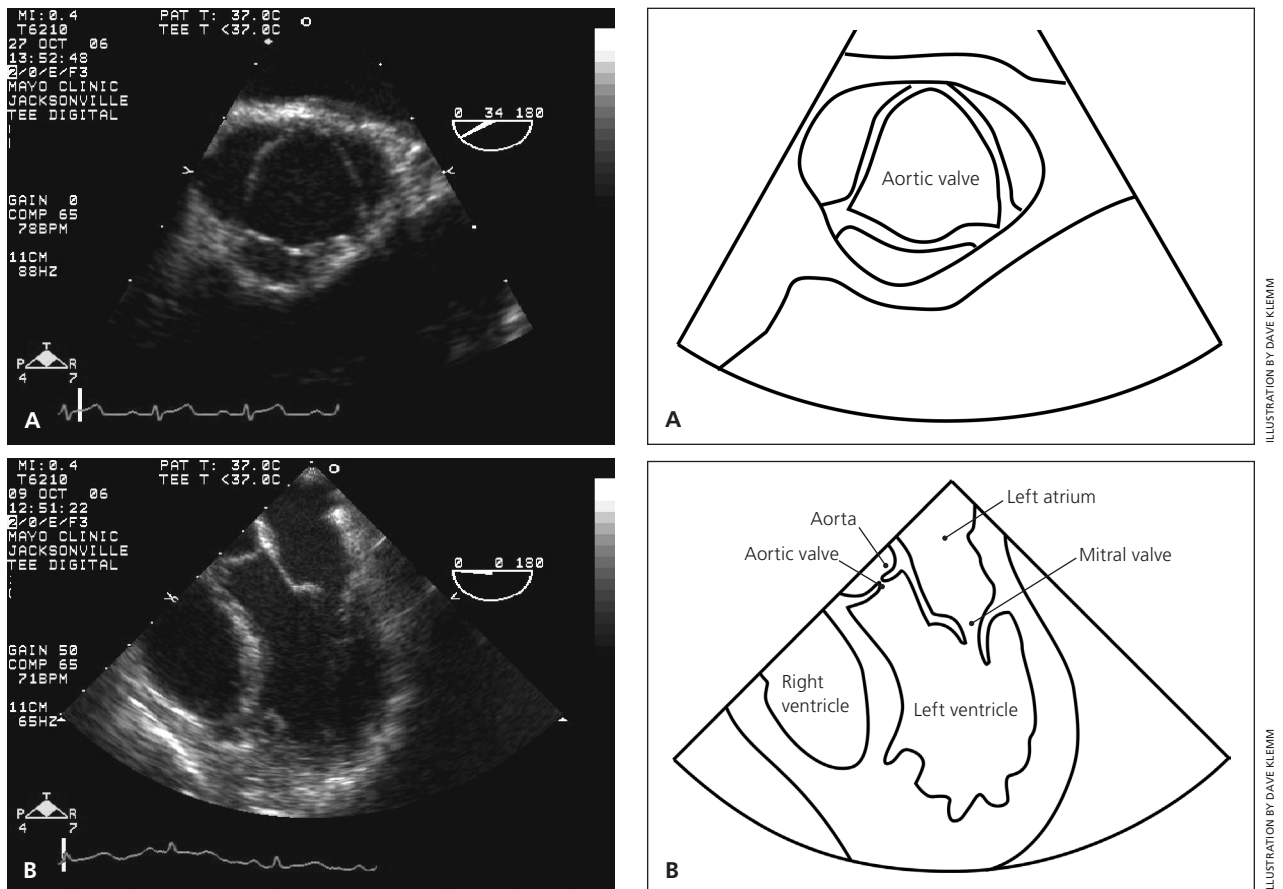 MI:0.4
T6210
27 OCT 06
13:52:48
2/0/E/F3
MAYO CLINIC
JACKSONVILLE
TEE DIGITAL
PAT T: 37.0C
TEE T <37.0C
0 34 180
GAIN 0
COMP 65
78BPM
11CM
88HZ
T
P R
4 7
A
Aortic valve
A
ILLUSTRATION BY DAVE KLEMM
MI:0.4
T6210
09 OCT 06
12:51:22
2/0/E/F3
MAYO CLINIC
JACKSONVILLE
TEE DIGITAL
PAT T: 37.0C
TEE T <37.0C
0 0 180
GAIN 50
COMP 65
71BPM
11CM
65HZ
T
P R
4 7
B
Left atrium
Aorta
Aortic valve
Mitral valve
Right
ventricle
Left ventricle
B
ILLUSTRATION BY DAVE KLEMM